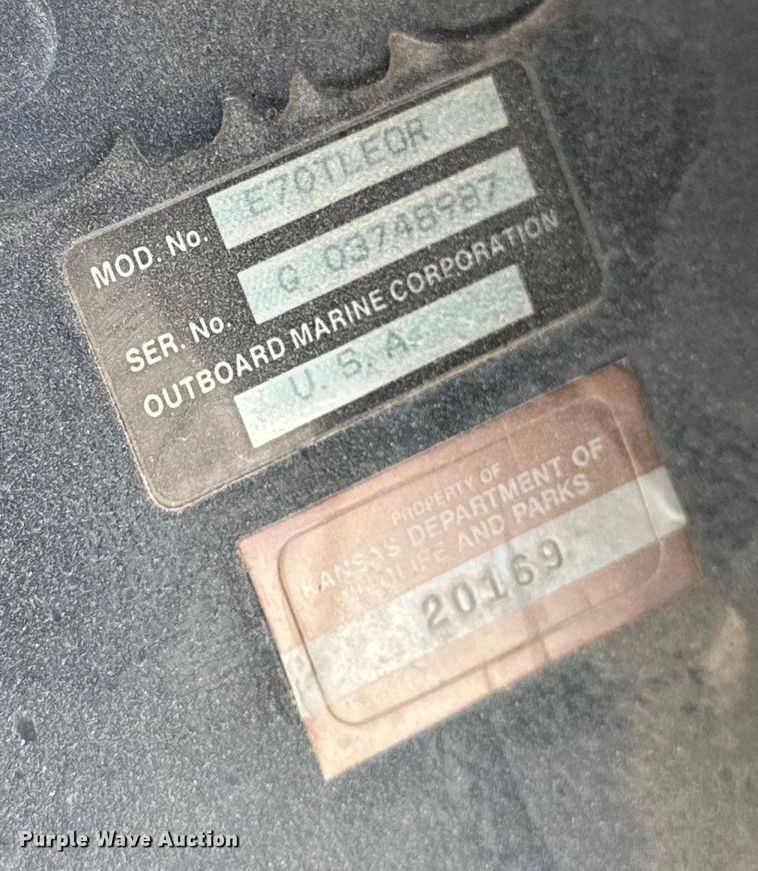 MOD. No. E70TLEOR
SER. No. G 03748987
OUTBOARD MARINE CORPORATION
U. S. A.
PROPERTY OF
KANSAS DEPARTMENT OF
WILDLIFE AND PARKS
20169
Purple Wave Auction